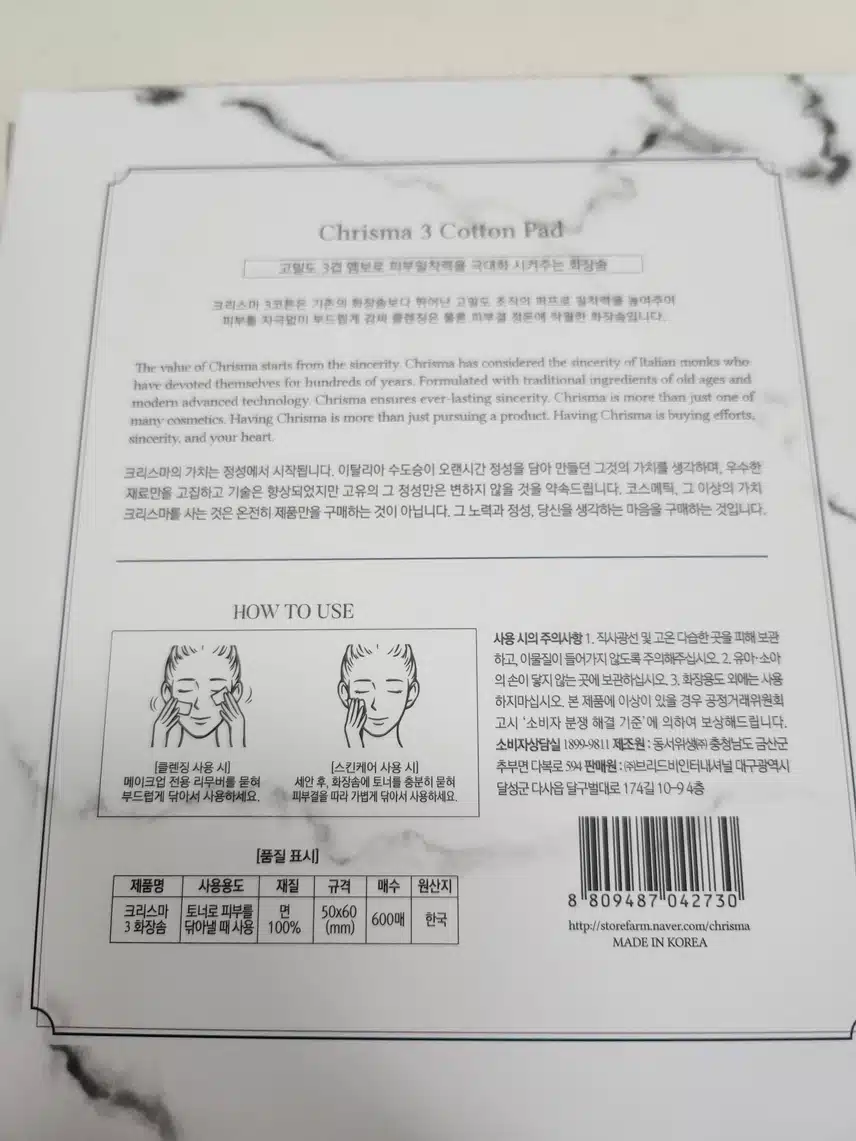 Chrisma 3 Cotton Pad
고밀도 3겹 엠보로 피부밀착력을 극대화 시켜주는 화장솜
크리스마 3코튼은 기존의 화장솜보다 뛰어난 고밀도 조직의 퍼프로 밀착력을 높여주어
피부를 자극없이 부드럽게 감싸 클렌징은 물론 피부결 정돈에 탁월한 화장솜입니다.
The value of Chrisma starts from the sincerity. Chrisma has considered the sincerity of Italian monks who
have devoted themselves for hundreds of years. Formulated with traditional ingredients of old ages and
modern advanced technology. Chrisma ensures ever-lasting sincerity. Chrisma is more than just one of
many cosmetics. Having Chrisma is more than just pursuing a product. Having Chrisma is buying efforts,
sincerity, and your heart.
크리스마의 가치는 정성에서 시작됩니다. 이탈리아 수도승이 오랜시간 정성을 담아 만들던 그것의 가치를 생각하며, 우수한
재료만을 고집하고 기술은 향상되었지만 고유의 그 정성만은 변하지 않을 것을 약속드립니다. 코스메틱, 그 이상의 가치
크리스마를 사는 것은 온전히 제품만을 구매하는 것이 아닙니다. 그 노력과 정성, 당신을 생각하는 마음을 구매하는 것입니다.
HOW TO USE
[클렌징 사용 시]
메이크업 전용 리무버를 묻혀
부드럽게 닦아서 사용하세요.
[스킨케어 사용 시]
세안 후, 화장솜에 토너를 충분히 묻혀
피부결을 따라 가볍게 닦아서 사용하세요.
사용 시의 주의사항 1. 직사광선 및 고온 다습한 곳을 피해 보관
하고, 이물질이 들어가지 않도록 주의해주십시오. 2. 유아·소아
의 손이 닿지 않는 곳에 보관하십시오. 3. 화장용도 외에는 사용
하지마십시오. 본 제품에 이상이 있을 경우 공정거래위원회
고시 '소비자 분쟁 해결 기준'에 의하여 보상해드립니다.
소비자상담실 1899-9811 제조원 : 동서위생㈜ 충청남도 금산군
추부면 다복로 594 판매원 : ㈜브리드비인터내셔널 대구광역시
달성군 다사읍 달구벌대로 174길 10-9 4층
[품질 표시]
제품명 사용용도 재질 규격 매수 원산지
크리스마 3 화장솜 토너로 피부를 닦아낼 때 사용 면 100% 50x60 (mm) 600매 한국
8 809487 042730
http://storefarm.naver.com/chrisma
MADE IN KOREA